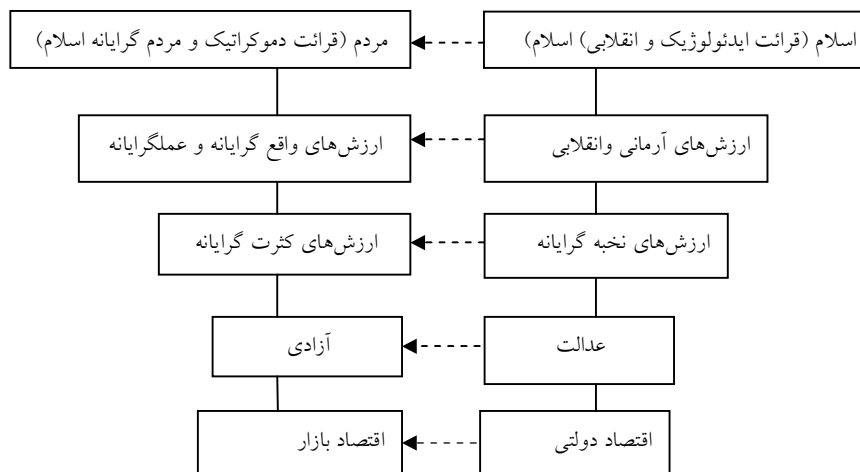 اسلام (قرائت ایدئولوژیک و انقلابی) اسلام)
مردم (قرائت دموکراتیک و مردم گرایانه اسلام)
ارزش‌های آرمانی وانقلابی
ارزش‌های واقع گرایانه و عملگرایانه
ارزش‌های نخبه گرایانه
ارزش‌های کثرت گرایانه
عدالت
آزادی
اقتصاد دولتی
اقتصاد بازار